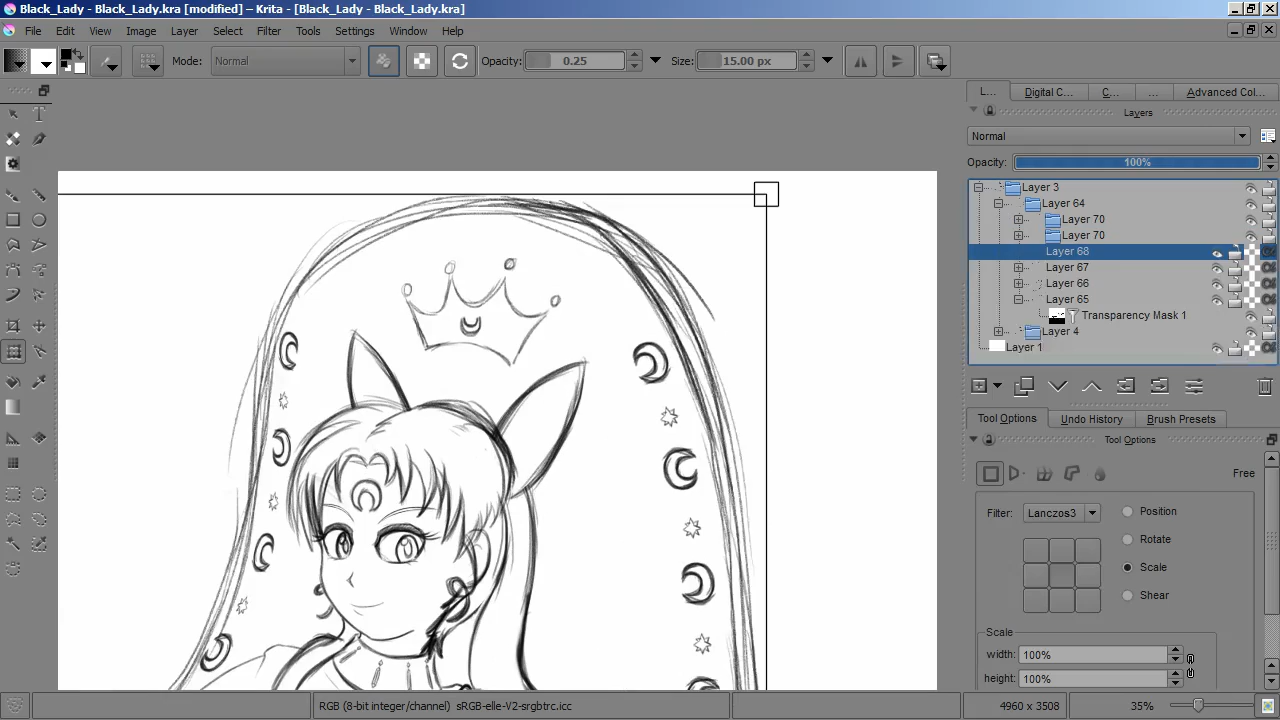 Black_Lady - Black_Lady.kra [modified] – Krita - [Black_Lady - Black_Lady.kra]
File Edit View Image Layer Select Filter Tools Settings Window Help
Mode: Normal Opacity: 0.25 Size: 15.00 px
L... Digital C... C... ... Advanced Col...
Layers
Normal
Opacity: 100%
Layer 3
Layer 64
Layer 70
Layer 70
Layer 68
Layer 67
Layer 66
Layer 65
Transparency Mask 1
Layer 4
Layer 1
Tool Options Undo History Brush Presets
Tool Options
Free
Filter: Lanczos3 Position
Rotate
Scale
Shear
Scale
width: 100%
height: 100%
RGB (8-bit integer/channel) sRGB-elle-V2-srgbtrc.icc 4960 x 3508 35%